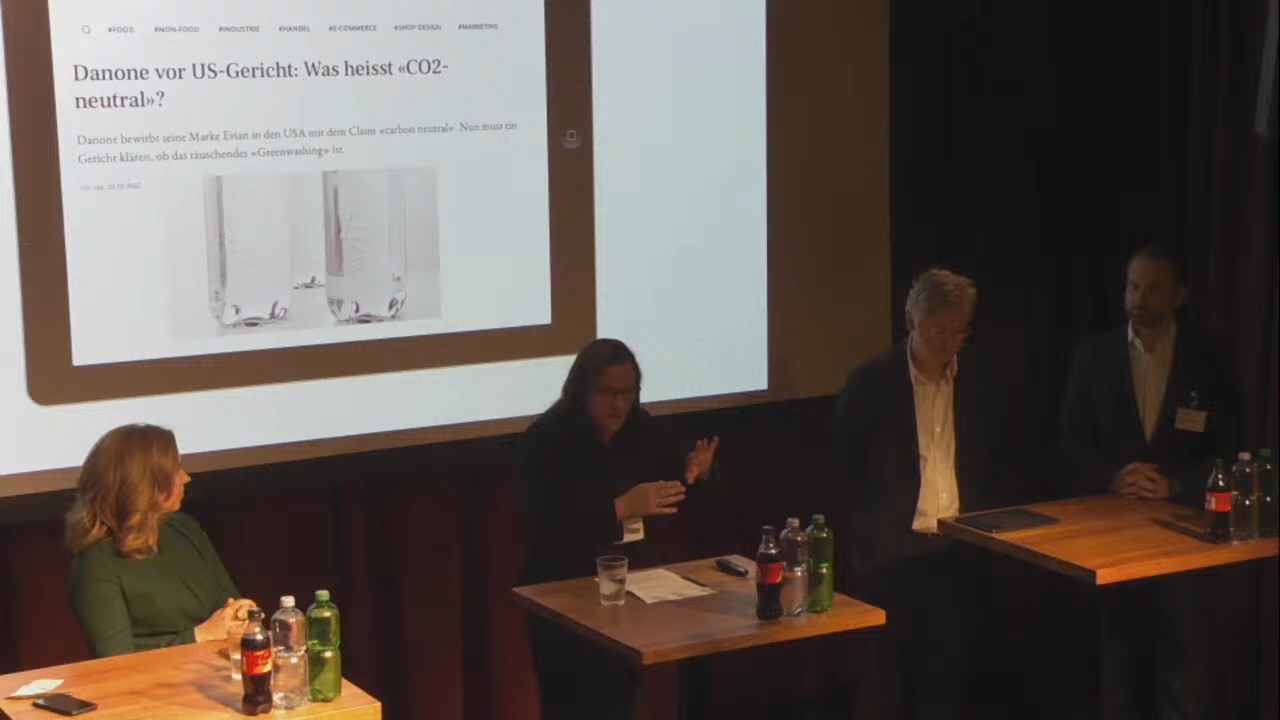 #FOOD #NON-FOOD #INDUSTRIE #HANDEL #E-COMMERCE #SHOP DESIGN #MARKETING
Danone vor US-Gericht: Was heisst «CO2-
neutral»?
Danone bewirbt seine Marke Evian in den USA mit dem Claim «carbon neutral» Nun muss ein
Gericht klären, ob das täuschendes «Greenwashing» ist.